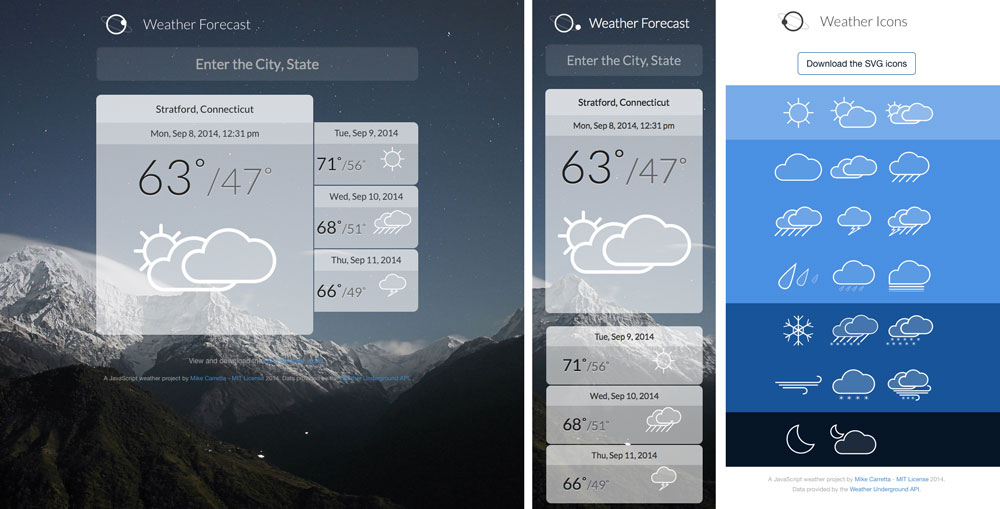 Weather Forecast
Enter the City, State
Stratford, Connecticut
Mon, Sep 8, 2014, 12:31 pm
63°/47°
Tue, Sep 9, 2014
71°/56°
Wed, Sep 10, 2014
68°/51°
Thu, Sep 11, 2014
66°/49°
View and download the
A JavaScript weather project by Mike Carretta - MIT License 2014. Data provided by the Weather Underground API.
Weather Forecast
Enter the City, State
Stratford, Connecticut
Mon, Sep 8, 2014, 12:31 pm
63°/47°
Tue, Sep 9, 2014
71°/56°
Wed, Sep 10, 2014
68°/51°
Thu, Sep 11, 2014
66°/49°
Weather Icons
Download the SVG icons
A JavaScript weather project by Mike Carretta - MIT License 2014.
Data provided by the Weather Underground API.